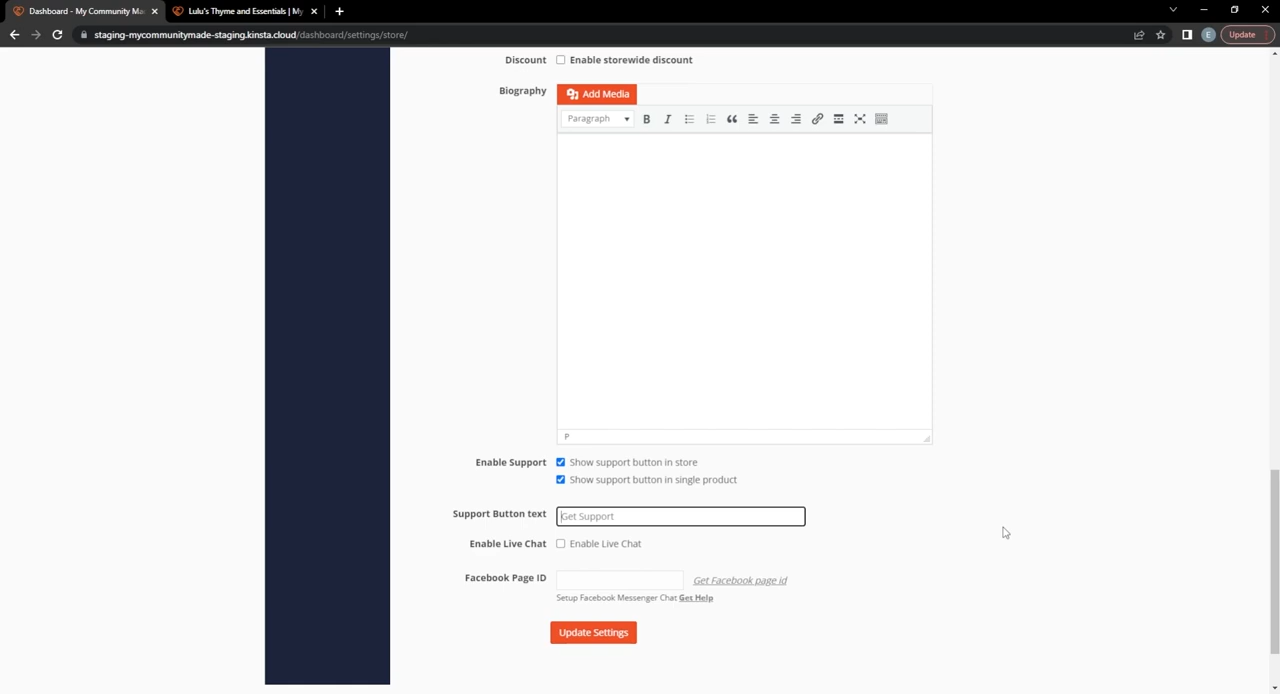 Dashboard - My Community Ma
Lulu's Thyme and Essentials | My
staging-mycommunitymade-staging.kinsta.cloud/dashboard/settings/store/
E
Update
Discount
Enable storewide discount
Biography
Add Media
Paragraph
B I
P
Enable Support
Show support button in store
Show support button in single product
Support Button text
Get Support
Enable Live Chat
Enable Live Chat
Facebook Page ID
Get Facebook page id
Setup Facebook Messenger Chat Get Help
Update Settings